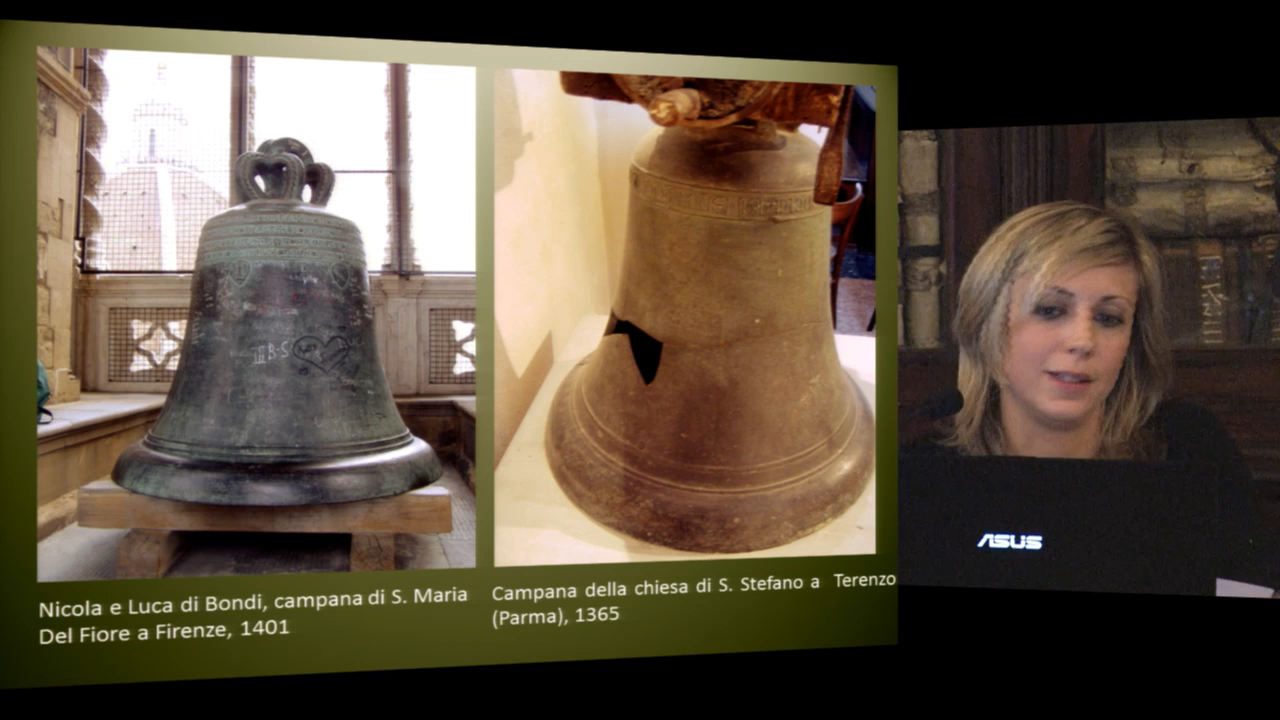 III B-S
Nicola e Luca di Bondi, campana di S. Maria
Del Fiore a Firenze, 1401
Campana della chiesa di S. Stefano a Terenzo
(Parma), 1365
ASUS